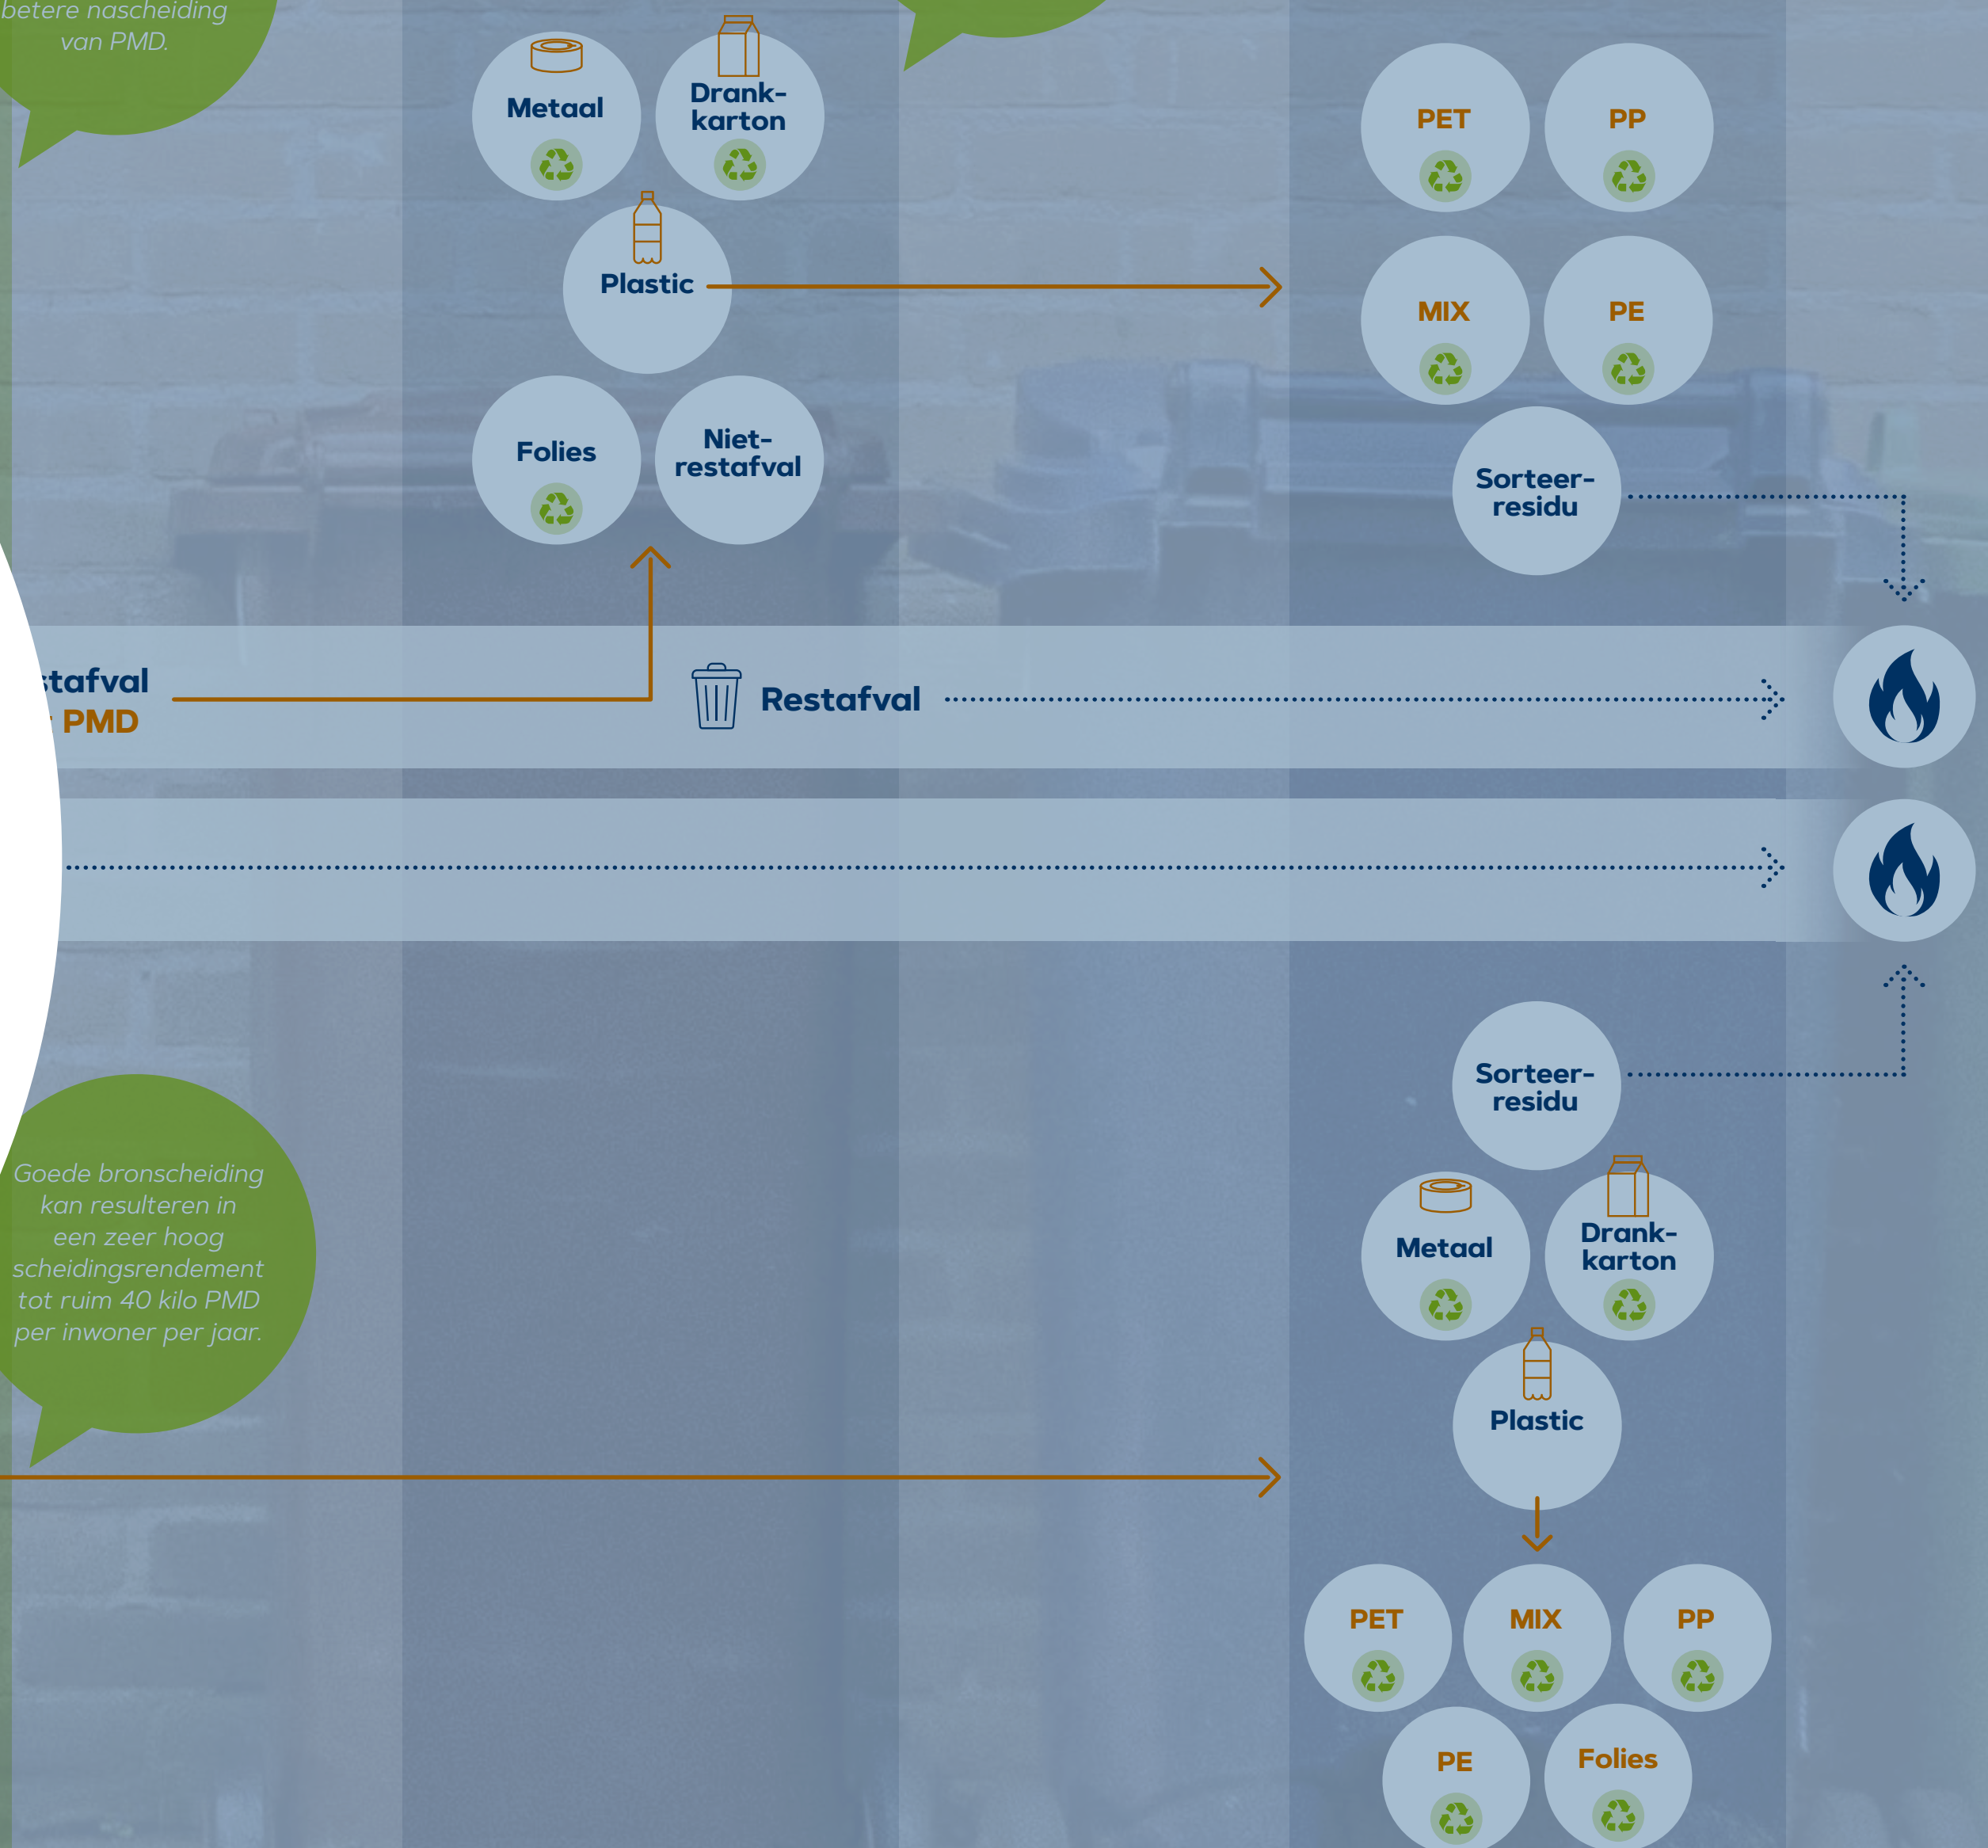 betere nascheiding
van PMD.
Metaal
Drank-
karton
Plastic
Folies
Niet-
restafval
PET
PP
MIX
PE
Sorteer-
residu
PMD
Restafval
Sorteer-
residu
Metaal
Drank-
karton
Plastic
PET
MIX
PP
PE
Folies
Goede bronscheiding
kan resulteren in
een zeer hoog
scheidingsrendement
tot ruim 40 kilo PMD
per inwoner per jaar.